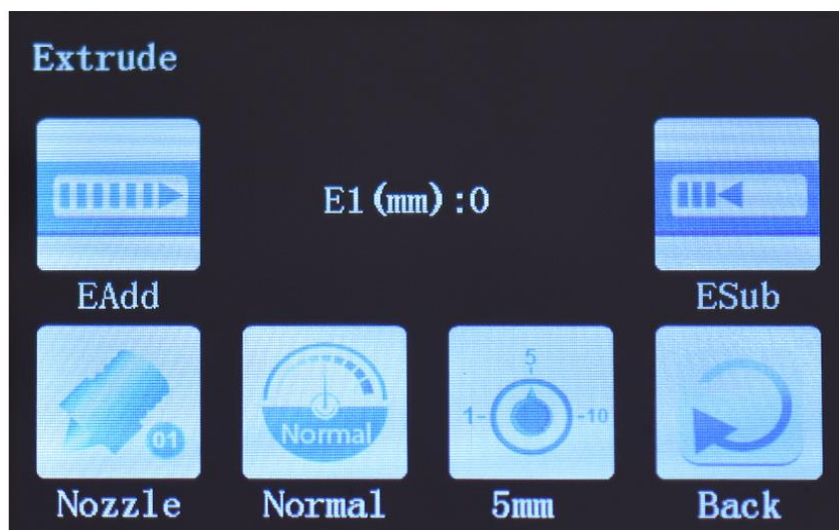 Extrude
E1(mm):0
EAdd
ESub
01
Normal
5
1- -10
Nozzle
Normal
5mm
Back